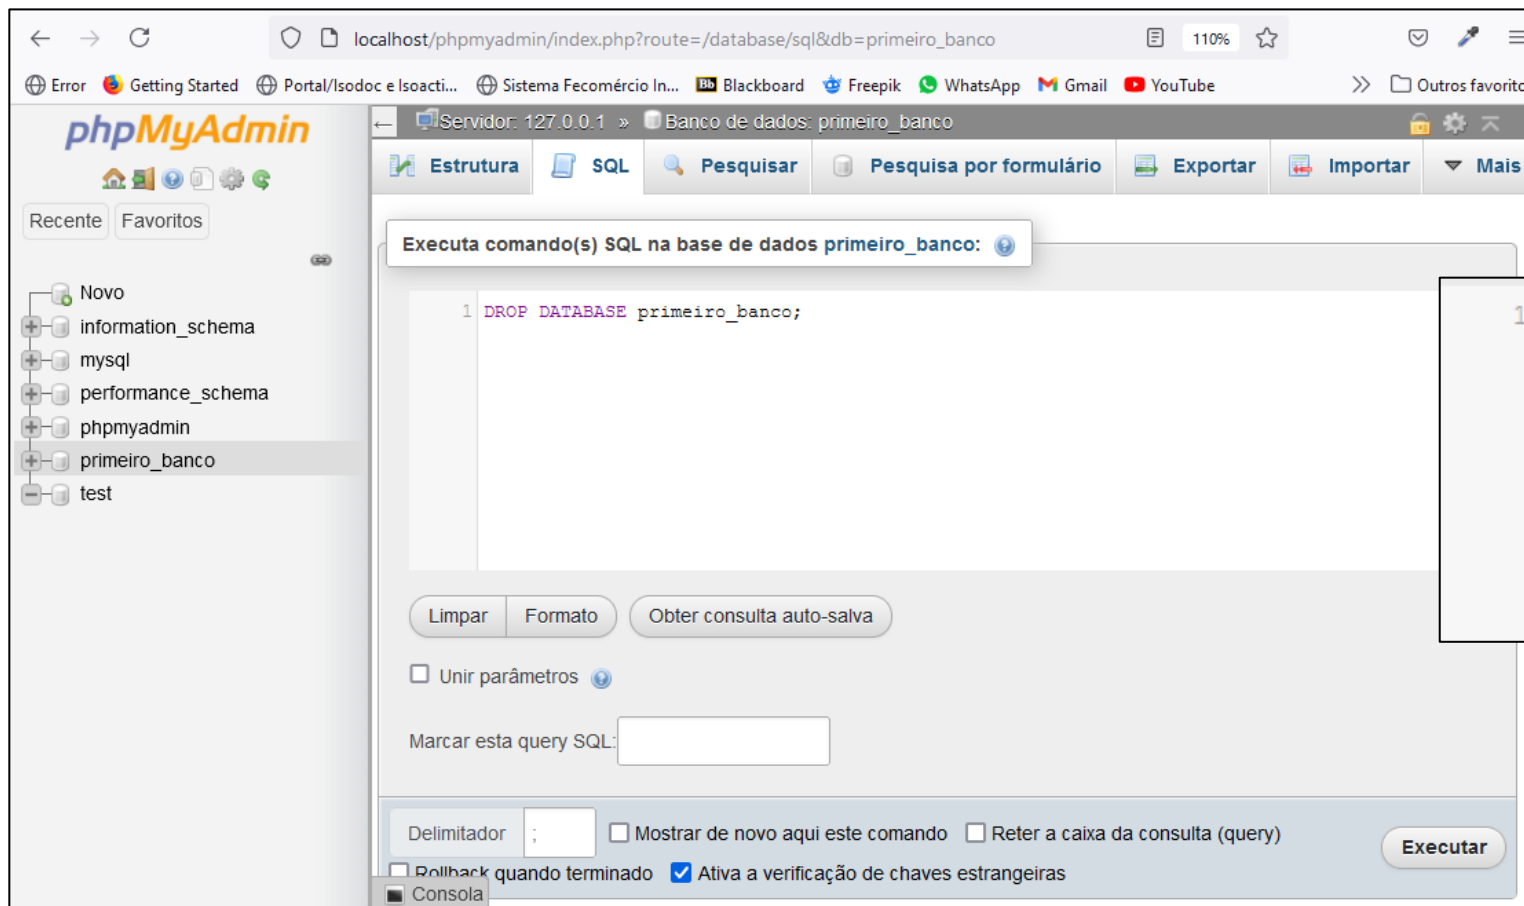 localhost/phpmyadmin/index.php?route=/database/sql&db=primeiro_banco
110%
Error Getting Started Portal/Isodoc e Isoacti... Sistema Fecomércio In... Bb Blackboard Freepik WhatsApp Gmail YouTube Outros favorito
phpMyAdmin
Recente Favoritos
Novo
information_schema
mysql
performance_schema
phpmyadmin
primeiro_banco
test
Servidor: 127.0.0.1 » Banco de dados: primeiro_banco
Estrutura SQL Pesquisar Pesquisa por formulário Exportar Importar Mais
Executa comando(s) SQL na base de dados primeiro_banco:
1 DROP DATABASE primeiro_banco;
1
Limpar Formato Obter consulta auto-salva
Unir parâmetros
Marcar esta query SQL:
Delimitador ; Mostrar de novo aqui este comando Reter a caixa da consulta (query)
Executar
Rollback quando terminado Ativa a verificação de chaves estrangeiras
Consola